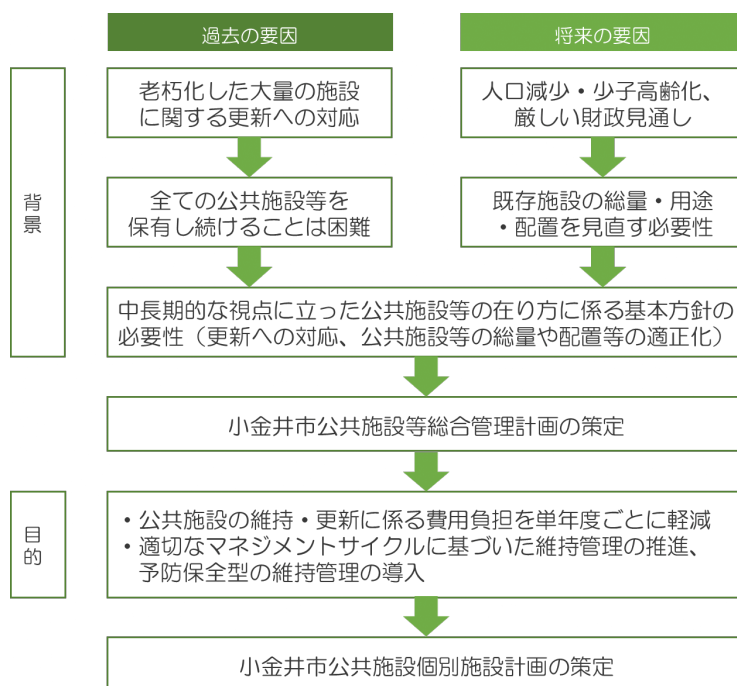 過去の要因
将来の要因
背景
老朽化した大量の施設
に関する更新への対応
人口減少・少子高齢化、
厳しい財政見通し
全ての公共施設等を
保有し続けることは困難
既存施設の総量・用途
・配置を見直す必要性
中長期的な視点に立った公共施設等の在り方に係る基本方針の
必要性（更新への対応、公共施設等の総量や配置等の適正化）
小金井市公共施設等総合管理計画の策定
目的
・公共施設の維持・更新に係る費用負担を単年度ごとに軽減
・適切なマネジメントサイクルに基づいた維持管理の推進、
予防保全型の維持管理の導入
小金井市公共施設個別施設計画の策定